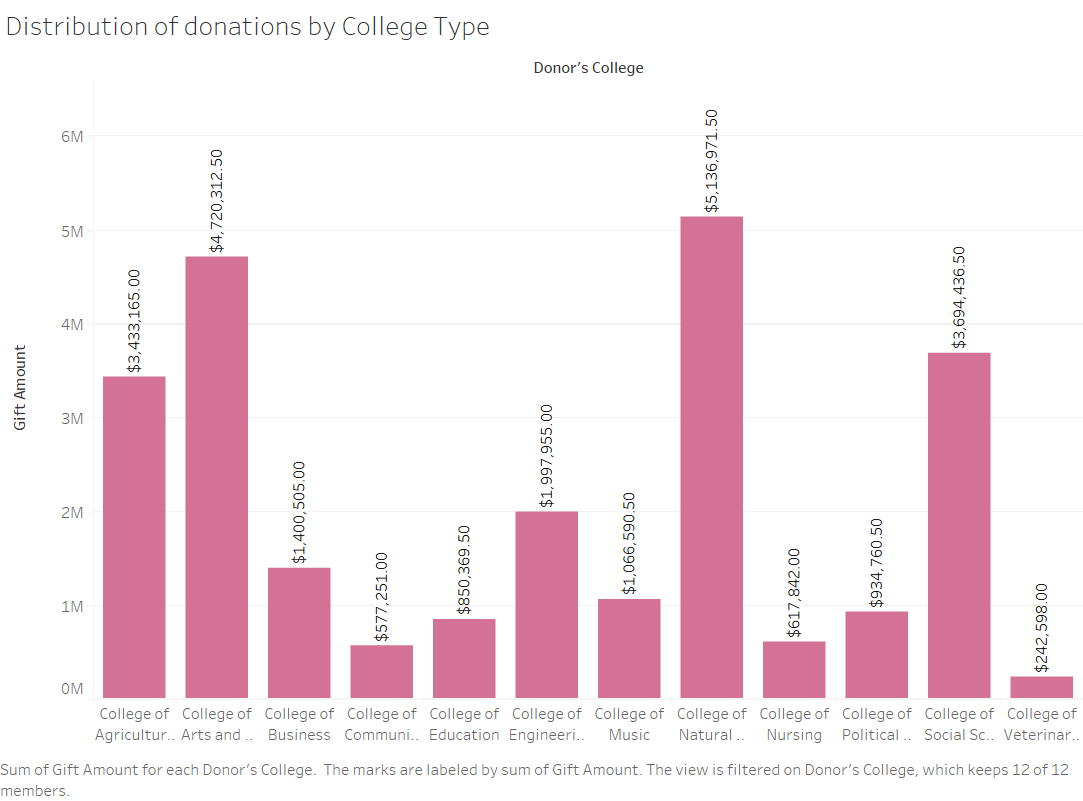 Distribution of donations by College Type
Donor's College
Gift Amount
6M
5M
4M
3M
2M
1M
0M
$3,433,165.00
$4,720,312.50
$1,400,505.00
$577,251.00
$850,369.50
$1,997,955.00
$1,066,590.50
$5,136,971.50
$617,842.00
$934,760.50
$3,694,436.50
$242,598.00
College of
Agricultur..
College of
Arts and ..
College of
Business
College of
Communi..
College of
Education
College of
Engineeri..
College of
Music
College of
Natural ..
College of
Nursing
College of
Political ..
College of
Social Sc..
College of
Veterinar..
Sum of Gift Amount for each Donor's College.  The marks are labeled by sum of Gift Amount. The view is filtered on Donor's College, which keeps 12 of 12
members.